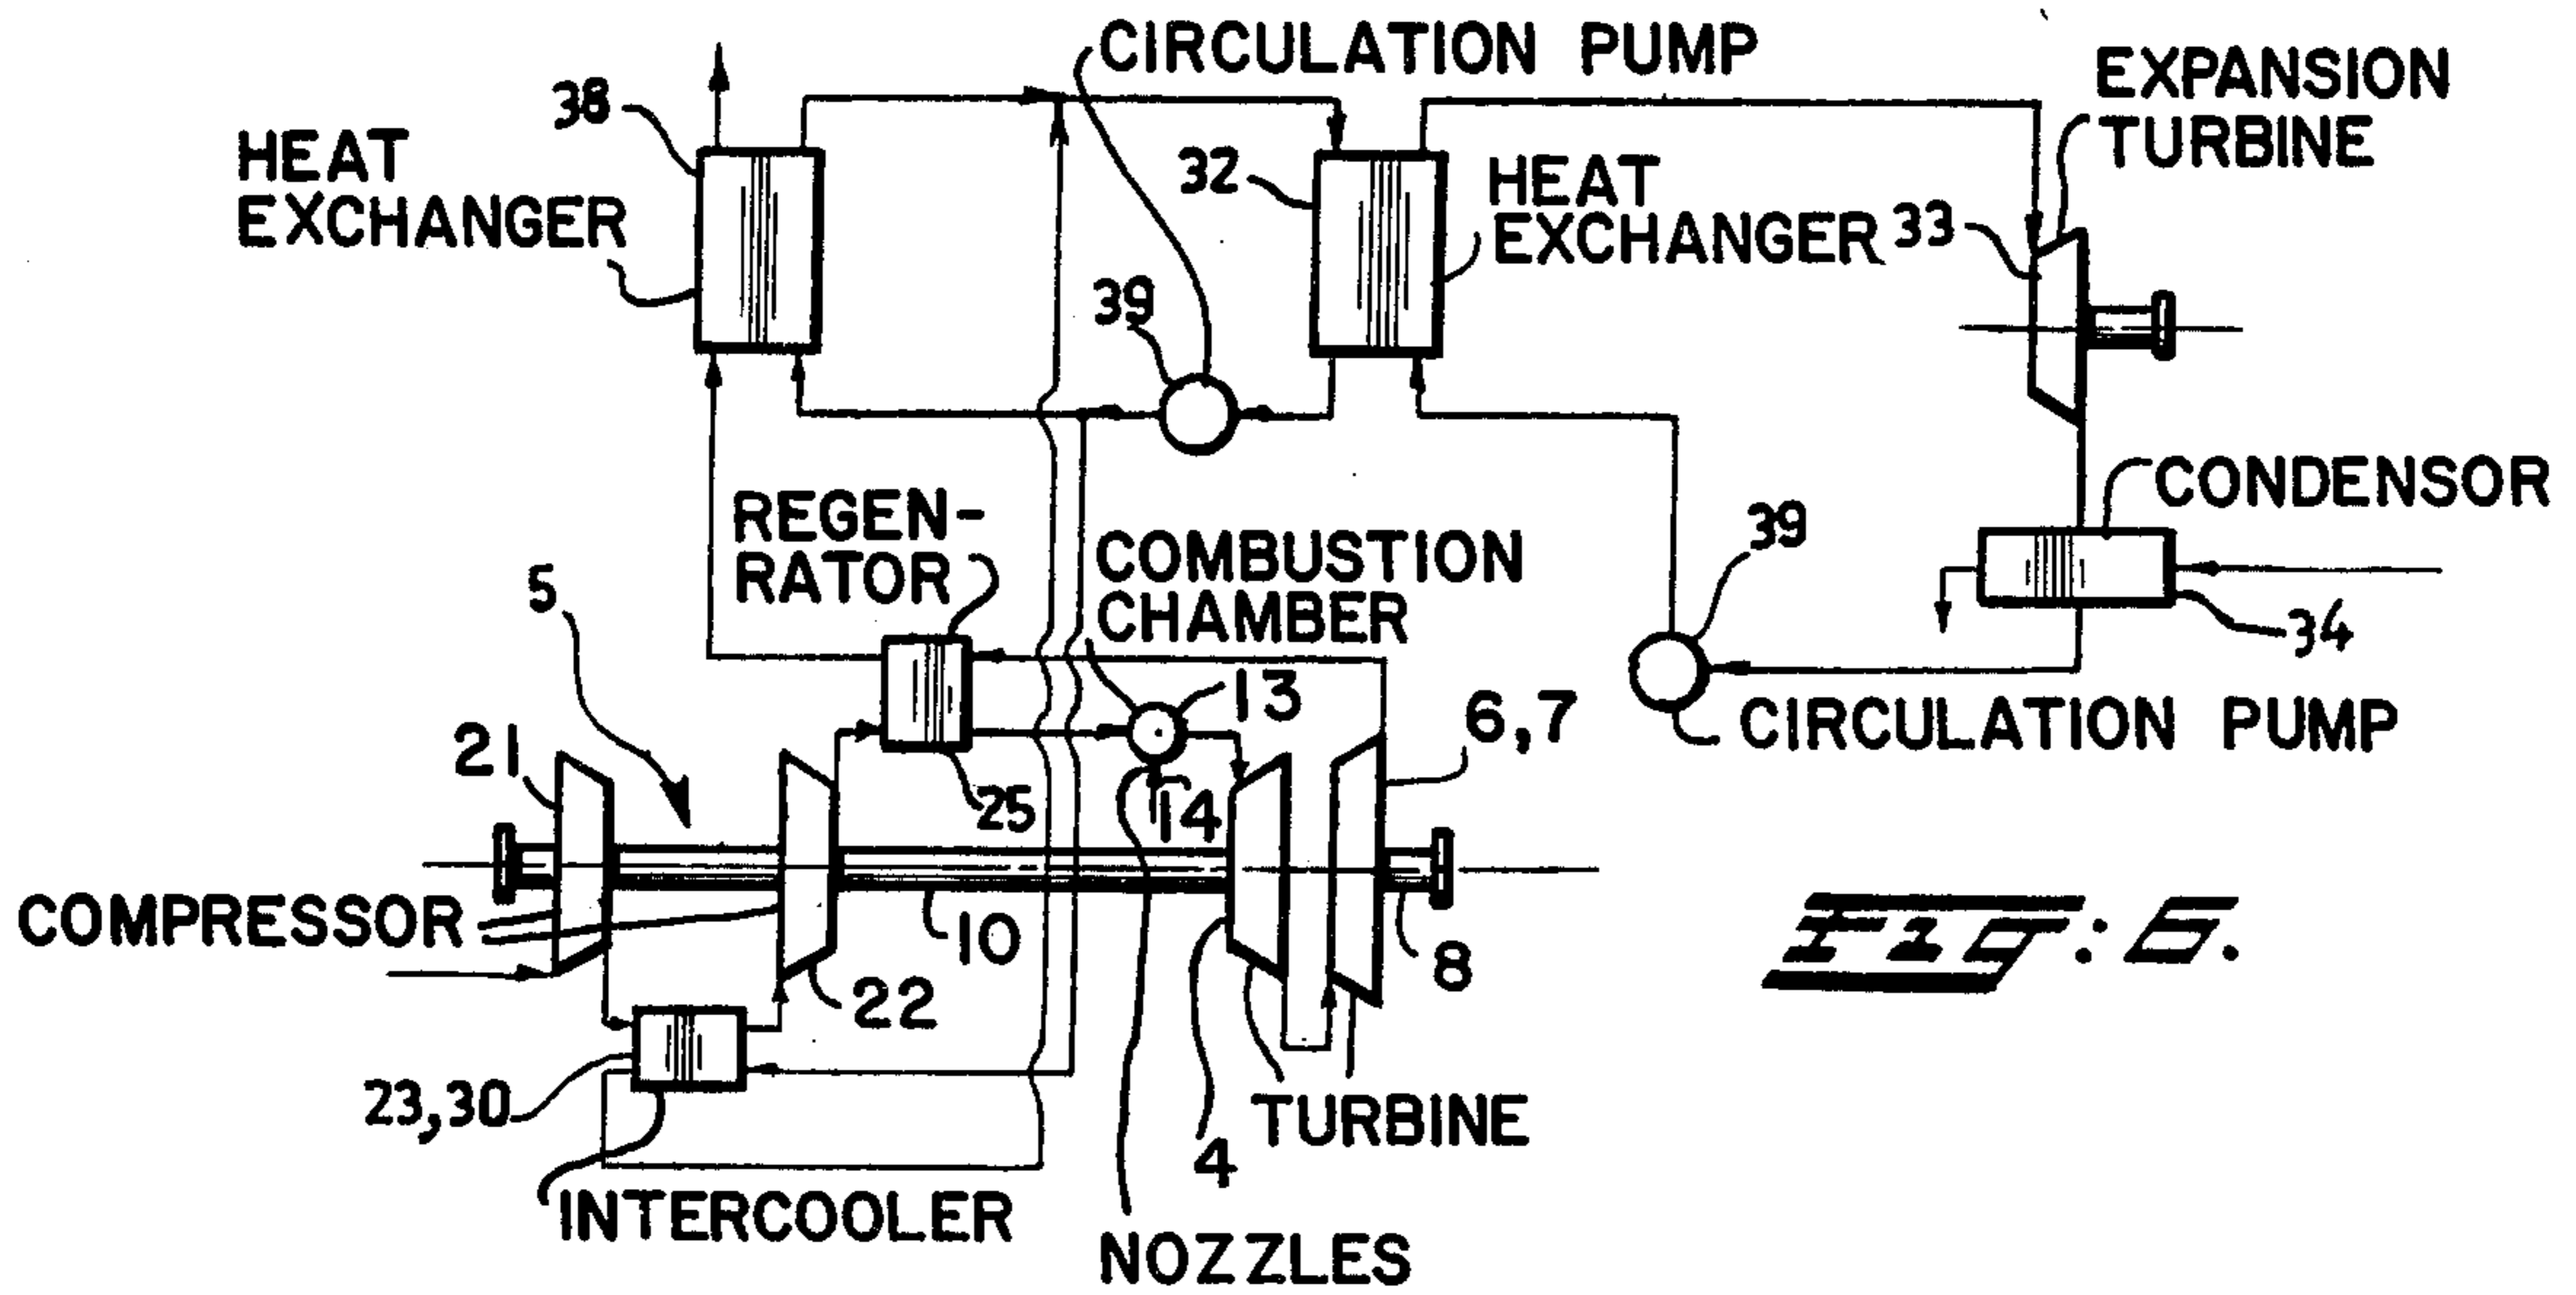 CIRCULATION PUMP
EXPANSION
TURBINE
38
HEAT
EXCHANGER
32
HEAT
EXCHANGER
33
39
REGEN-
RATOR
COMBUSTION
CHAMBER
CONDENSOR
39
34
5
13
6,7
CIRCULATION PUMP
21
25
14
COMPRESSOR
10
22
8
23,30
4
TURBINE
INTERCOOLER
NOZZLES
FIG: 6.